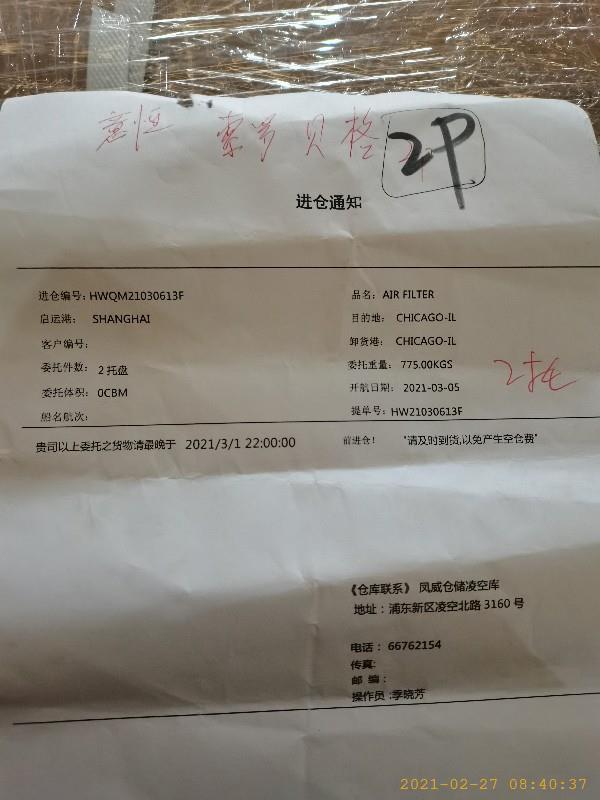 意恒 索多贝格 2P
2P
进仓通知
进仓编号: HWQM21030613F
品名: AIR FILTER
启运港: SHANGHAI
目的地: CHICAGO-IL
客户编号:
卸货港: CHICAGO-IL
委托件数: 2 托盘
委托重量: 775.00KGS
2托
委托体积: 0CBM
开航日期: 2021-03-05
船名航次:
提单号: HW21030613F
贵司以上委托之货物请最晚于 2021/3/1 22:00:00 前进仓! "请及时到货,以免产生空仓费"
《仓库联系》 凤威仓储凌空库
地址: 浦东新区凌空北路 3160 号
电话: 66762154
传真:
邮 编:
操作员 :季晓芳
2021-02-27 08:40:37